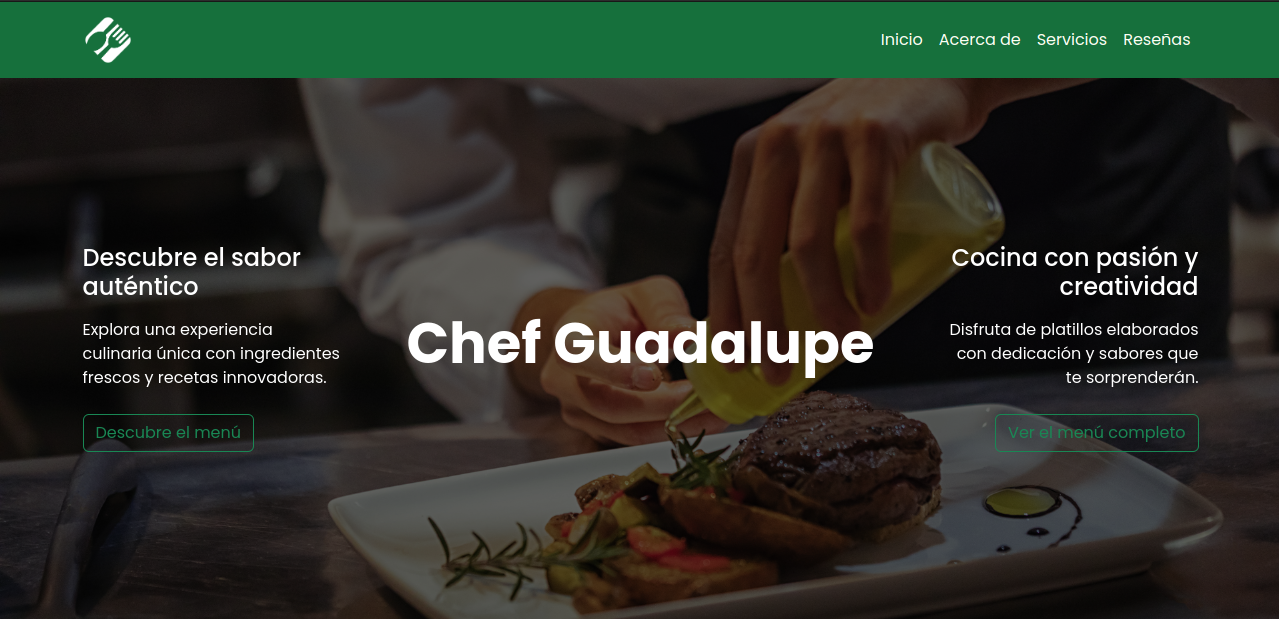 Inicio Acerca de Servicios Reseñas
Descubre el sabor
auténtico
Explora una experiencia
culinaria única con ingredientes
frescos y recetas innovadoras.
Descubre el menú
Chef Guadalupe
Cocina con pasión y
creatividad
Disfruta de platillos elaborados
con dedicación y sabores que
te sorprenderán.
Ver el menú completo